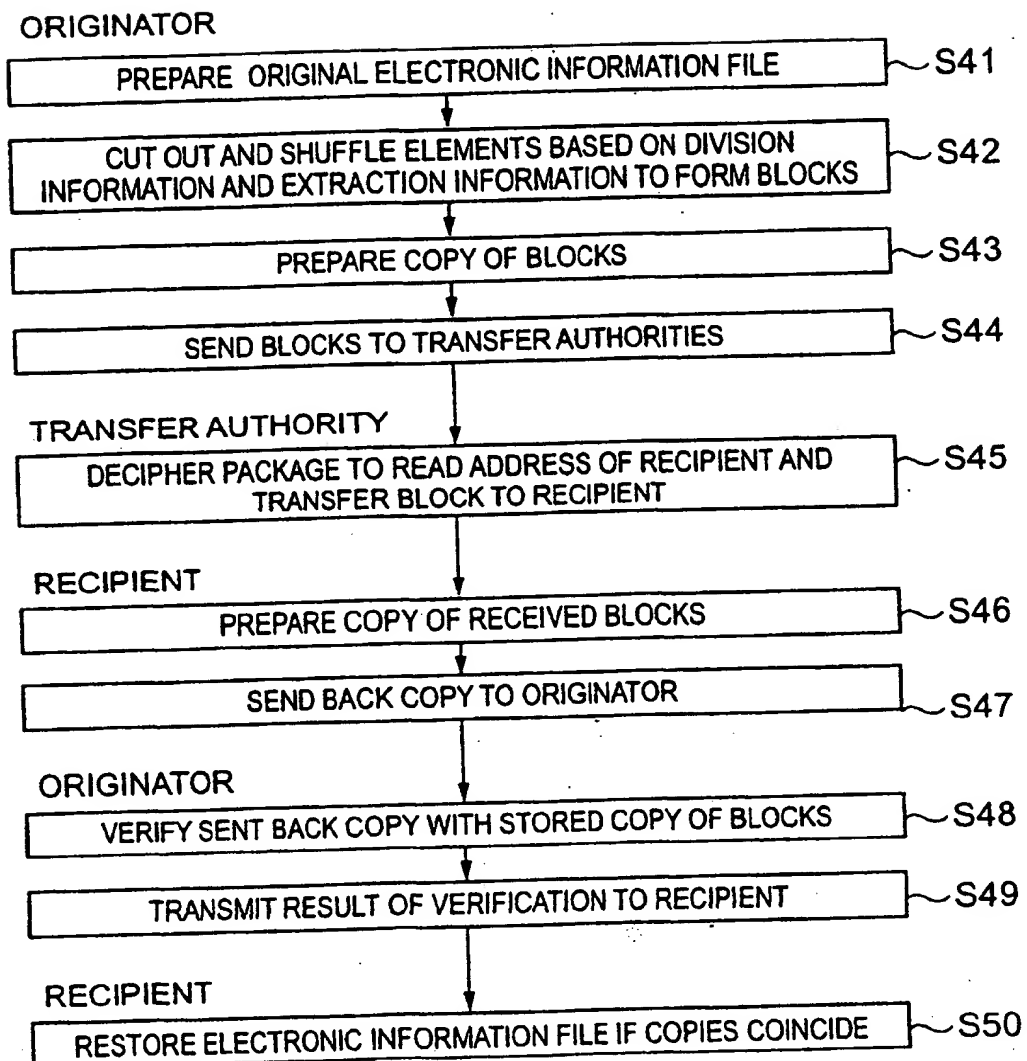 ORIGINATOR
PREPARE ORIGINAL ELECTRONIC INFORMATION FILE
S41
CUT OUT AND SHUFFLE ELEMENTS BASED ON DIVISION
INFORMATION AND EXTRACTION INFORMATION TO FORM BLOCKS
S42
PREPARE COPY OF BLOCKS
S43
SEND BLOCKS TO TRANSFER AUTHORITIES
S44
TRANSFER AUTHORITY
DECIPHER PACKAGE TO READ ADDRESS OF RECIPIENT AND
TRANSFER BLOCK TO RECIPIENT
S45
RECIPIENT
PREPARE COPY OF RECEIVED BLOCKS
S46
SEND BACK COPY TO ORIGINATOR
S47
ORIGINATOR
VERIFY SENT BACK COPY WITH STORED COPY OF BLOCKS
S48
TRANSMIT RESULT OF VERIFICATION TO RECIPIENT
S49
RECIPIENT
RESTORE ELECTRONIC INFORMATION FILE IF COPIES COINCIDE
S50